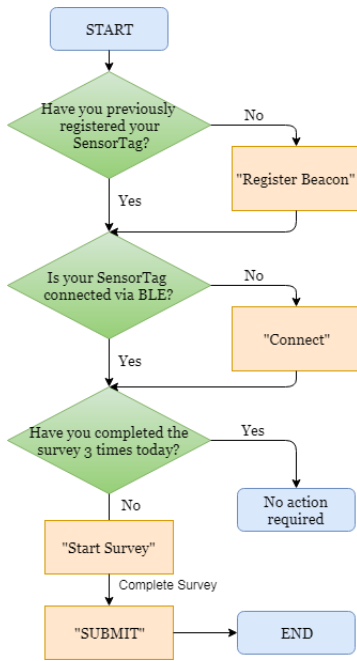 START
Have you previously
registered your
SensorTag?
No
"Register Beacon"
Yes
Is your SensorTag
connected via BLE?
No
"Connect"
Yes
Have you completed the
survey 3 times today?
Yes
No action
required
No
"Start Survey"
Complete Survey
"SUBMIT"
END